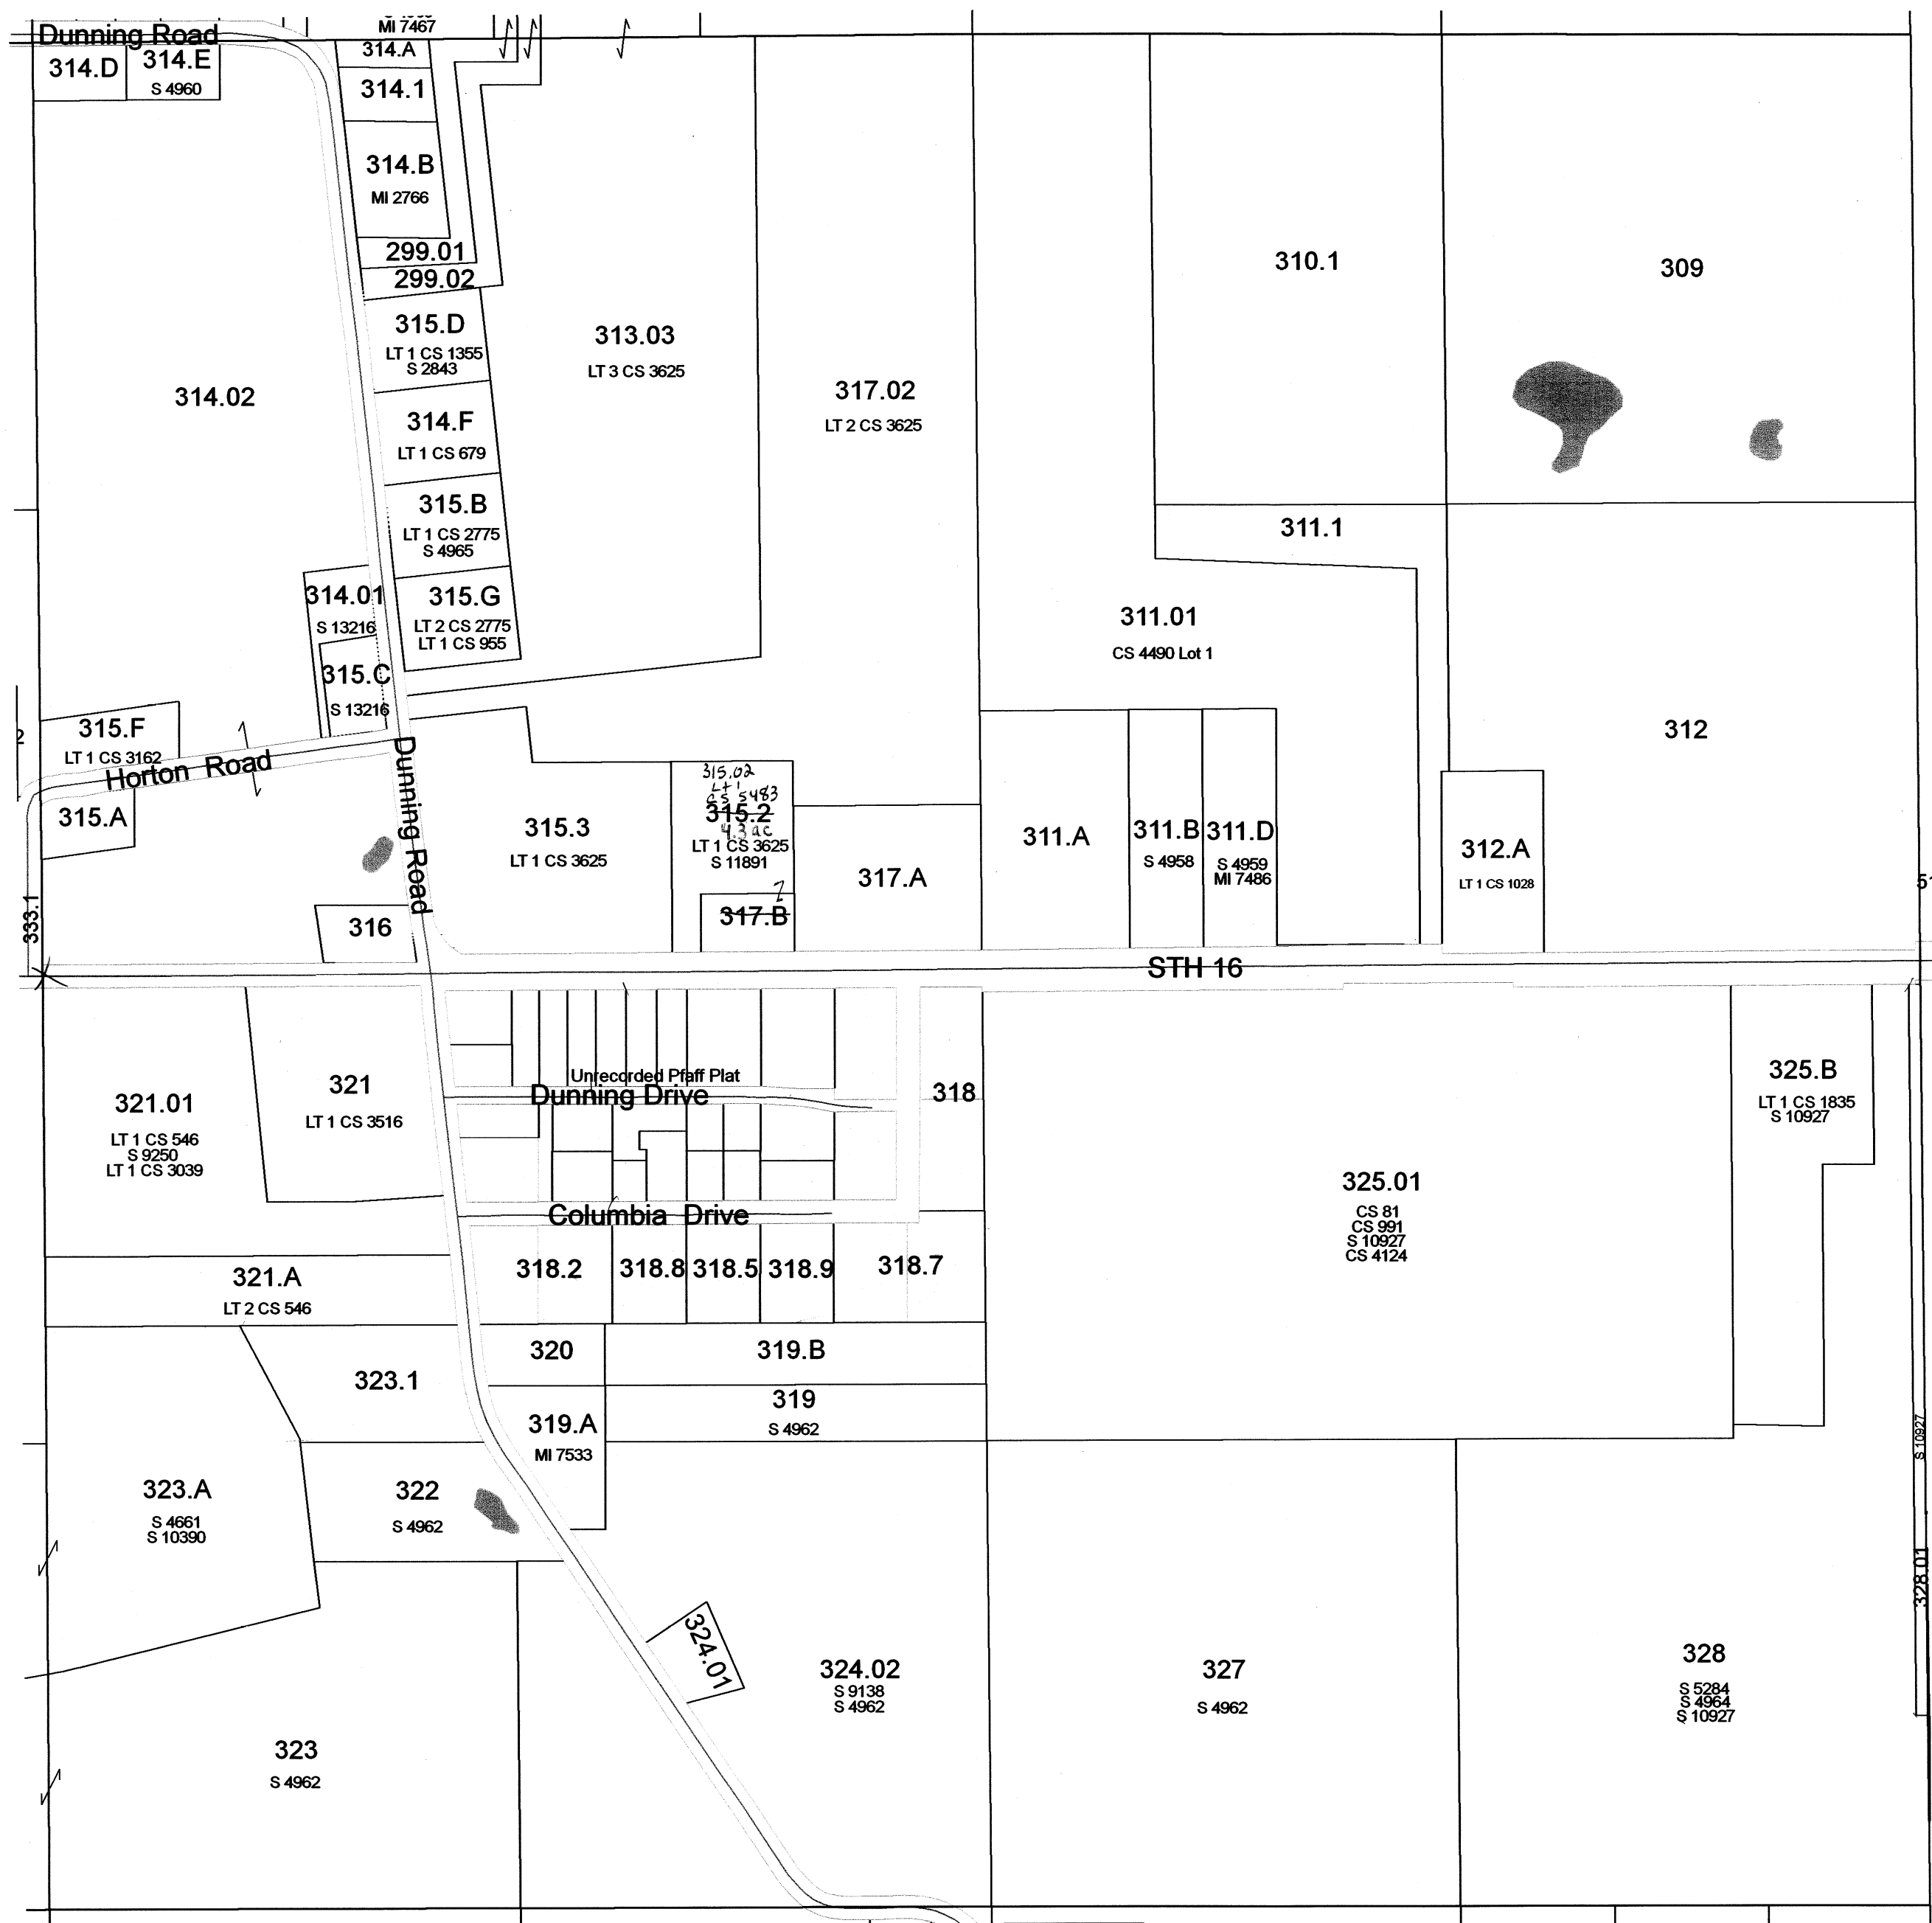 MI 7467
Dunning Road
314.D
314.E
S 4960
314.A
314.1
314.B
MI 2766
299.01
299.02
310.1
309
315.D
LT 1 CS 1355
S 2843
313.03
LT 3 CS 3625
314.02
317.02
LT 2 CS 3625
314.F
LT 1 CS 679
315.B
LT 1 CS 2775
S 4965
311.1
314.01
S 13216
315.G
LT 2 CS 2775
LT 1 CS 955
311.01
CS 4490 Lot 1
315.C
S 13216
315.F
LT 1 CS 3162
2
312
Horton Road
Dunning Road
315.A
315.3
LT 1 CS 3625
315.02
Lt 1
CS 5483
315.2
4.3 ac
LT 1 CS 3625
S 11891
317.A
311.A
311.B
S 4958
311.D
S 4959
MI 7486
312.A
LT 1 CS 1028
333.1
316
317.B
STH 16
Unrecorded Pfaff Plat
Dunning Drive
318
321
LT 1 CS 3516
321.01
LT 1 CS 546
S 9250
LT 1 CS 3039
325.B
LT 1 CS 1835
S 10927
325.01
CS 81
CS 991
S 10927
CS 4124
Columbia Drive
318.2
318.8
318.5
318.9
318.7
321.A
LT 2 CS 546
320
319.B
323.1
319
S 4962
319.A
MI 7533
323.A
S 4661
S 10390
322
S 4962
S 10927
328.01
324.01
324.02
S 9138
S 4962
327
S 4962
328
S 5284
S 4964
S 10927
323
S 4962